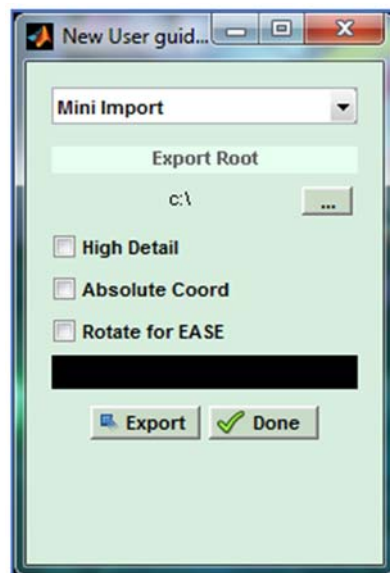 New User guid...
Mini Import
Export Root
c:\
...
High Detail
Absolute Coord
Rotate for EASE
Export Done